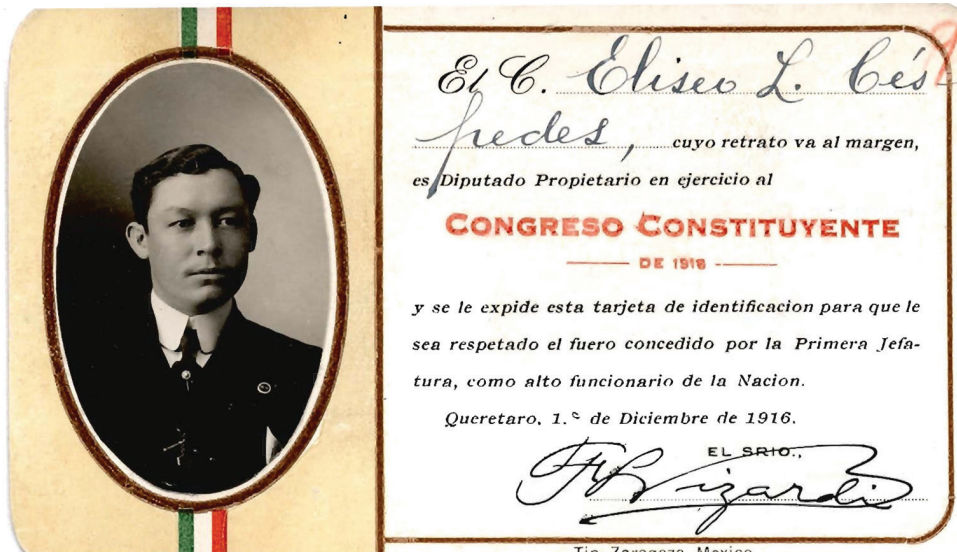 El C. Eliseo L. Cés
pedes, cuyo retrato va al margen,
es Diputado Propietario en ejercicio al
CONGRESO CONSTITUYENTE
DE 1916
y se le expide esta tarjeta de identificacion para que le
sea respetado el fuero concedido por la Primera Jefa-
tura, como alto funcionario de la Nacion.
Queretaro, 1.º de Diciembre de 1916.
EL SRIO.,
Lizardi
Tip. Zaragoza, Mexico